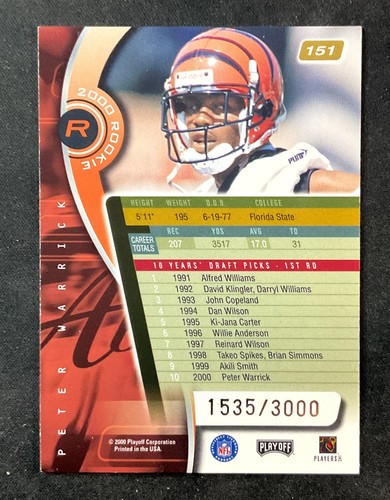 151
2000 ROOKIE
R
PETER WARRICK
PUMA
HEIGHT WEIGHT D.O.B. COLLEGE
5'11" 195 6-19-77 Florida State
REC YDS AVG TD
CAREER TOTALS 207 3517 17.0 31
10 YEARS' DRAFT PICKS - 1ST RD
1 1991 Alfred Williams
2 1992 David Klingler, Darryl Williams
3 1993 John Copeland
4 1994 Dan Wilson
5 1995 Ki-Jana Carter
6 1996 Willie Anderson
7 1997 Reinard Wilson
8 1998 Takeo Spikes, Brian Simmons
9 1999 Akili Smith
10 2000 Peter Warrick
1535/3000
© 2000 Playoff Corporation
Printed in the USA.
NFL
PLAYOFF
PLAYERS